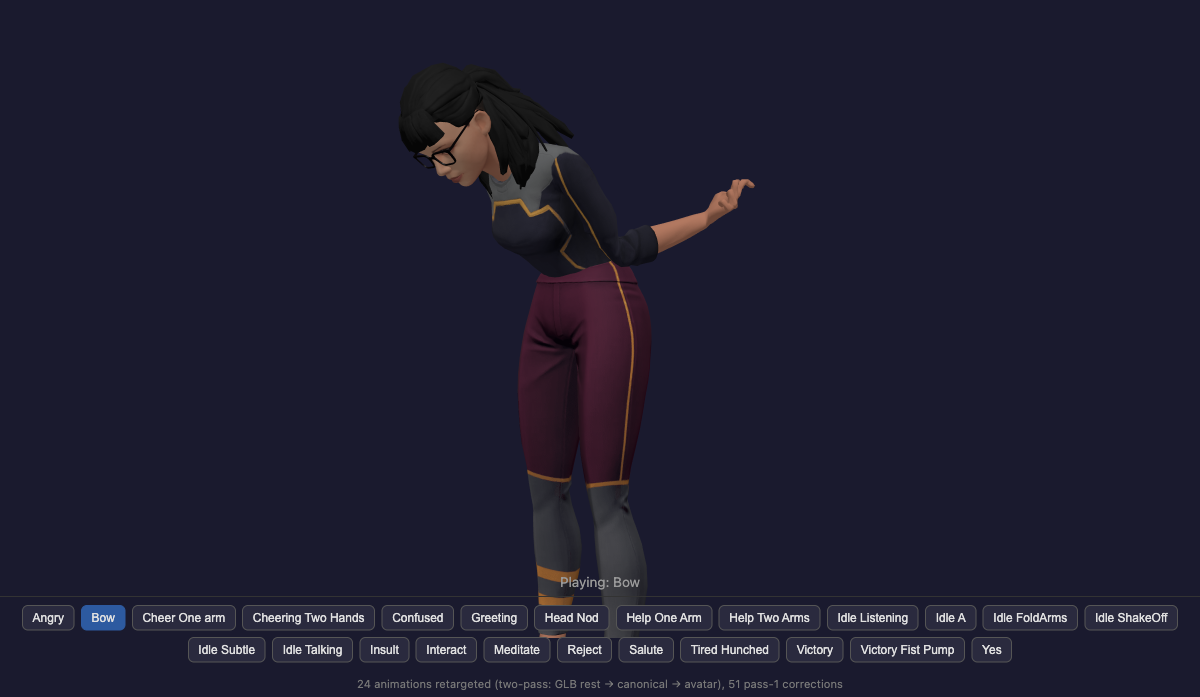 Playing: Bow
Angry Bow Cheer One arm Cheering Two Hands Confused Greeting Head Nod Help One Arm Help Two Arms Idle Listening Idle A Idle FoldArms Idle ShakeOff
Idle Subtle Idle Talking Insult Interact Meditate Reject Salute Tired Hunched Victory Victory Fist Pump Yes
24 animations retargeted (two-pass: GLB rest → canonical → avatar), 51 pass-1 corrections